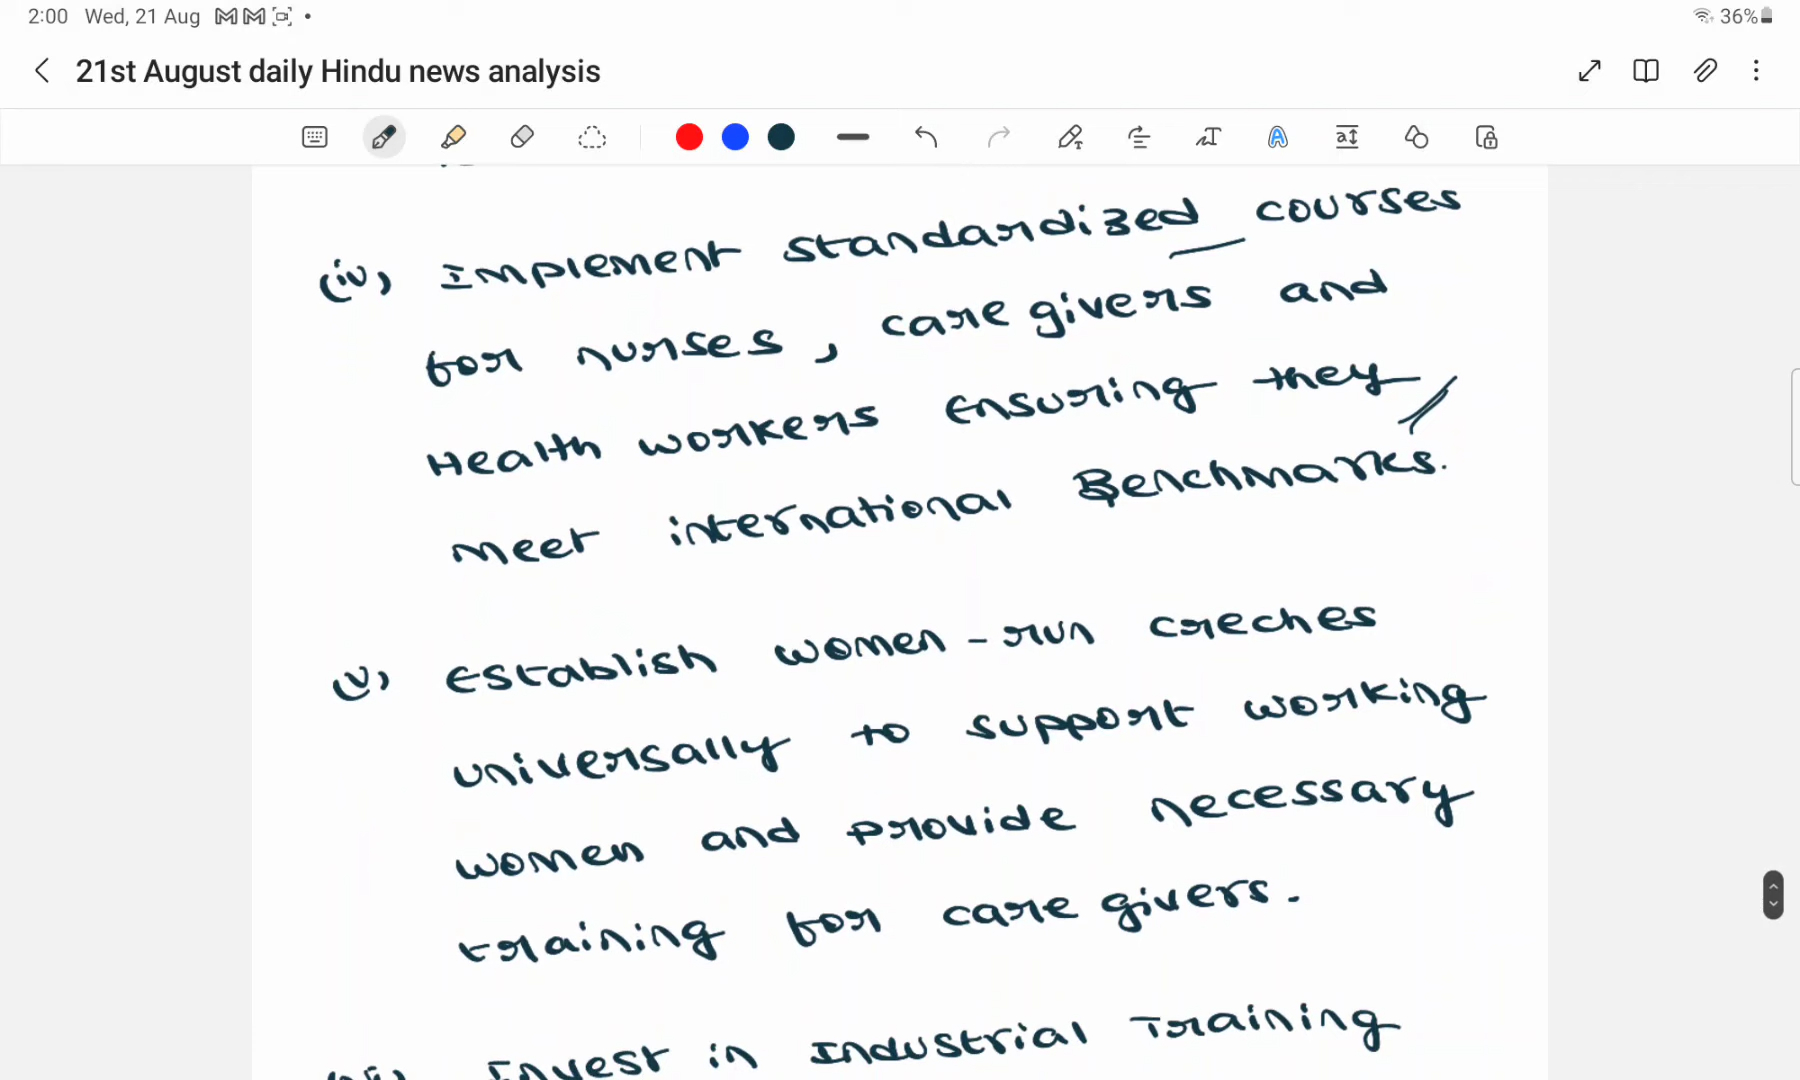 2:00 Wed, 21 Aug 36%
21st August daily Hindu news analysis
(iv) Implement standardized courses
for nurses, care givers and
Health workers ensuring they
meet international Benchmarks.
(v) Establish women-run creches
universally to support working
women and provide necessary
training for care givers.
Invest in Industrial Training